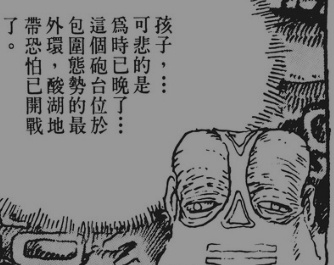 孩子，⋯
可悲的是
為時已晚了⋯
這個砲台位於
包圍態勢的最
外環，酸湖地
帶恐怕已開戰
了。